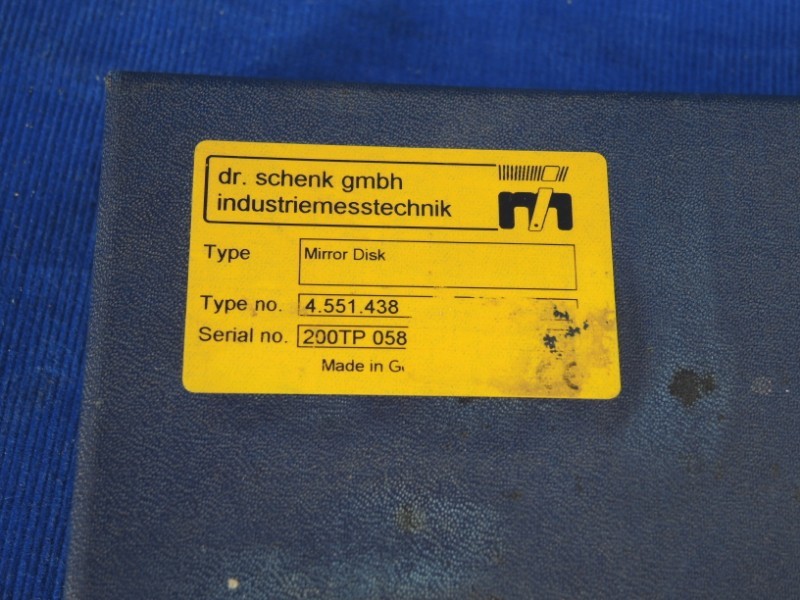 dr. schenk gmbh
industriemesstechnik
Type Mirror Disk
Type no. 4.551.438
Serial no. 200TP 058
Made in